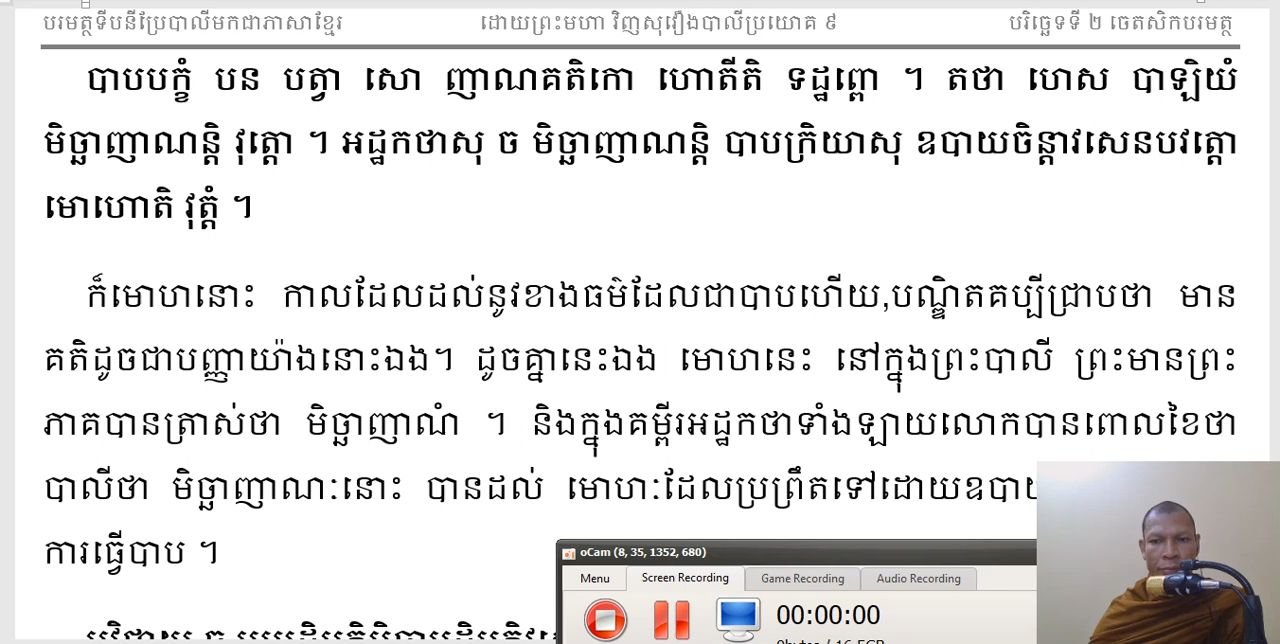 បរមត្ថទីបនីប្រែបាលីមកជាភាសាខ្មែរ ដោយព្រះមហា វិញសុវឿងបាលីប្រយោគ ៩ បរិច្ឆេទទី ២ ចេតសិកបរមត្ថ
បាបបក្ខំ បន បត្វា សោ ញាណគតិកោ ហោតីតិ ទដ្ឋព្ពោ ។ តថា ហេស បាឡិយំ
មិច្ឆាញាណន្តិ វុត្តោ ។ អដ្ឋកថាសុ ច មិច្ឆាញាណន្តិ បាបក្រិយាសុ ឧបាយចិន្តាវសេនបវត្តោ
មោហោតិ វុត្តំ ។
ក៏មោហនោះ កាលដែលដល់នូវខាងធម៌ដែលជាបាបហើយ,បណ្ឌិតគប្បីជ្រាបថា មាន
គតិដូចជាបញ្ញាយ៉ាងនោះឯង។ ដូចគ្នានេះឯង មោហនេះ នៅក្នុងព្រះបាលី ព្រះមានព្រះ
ភាគបានត្រាស់ថា មិច្ឆាញាណំ ។ និងក្នុងគម្ពីរអដ្ឋកថាទាំងឡាយលោកបានពោលខៃថា
បាលីថា មិច្ឆាញាណៈនោះ បានដល់ មោហៈដែលប្រព្រឹតទៅដោយឧបាយ
ការធ្វើបាប ។
oCam (8, 35, 1352, 680)
Menu Screen Recording Game Recording Audio Recording
00:00:00